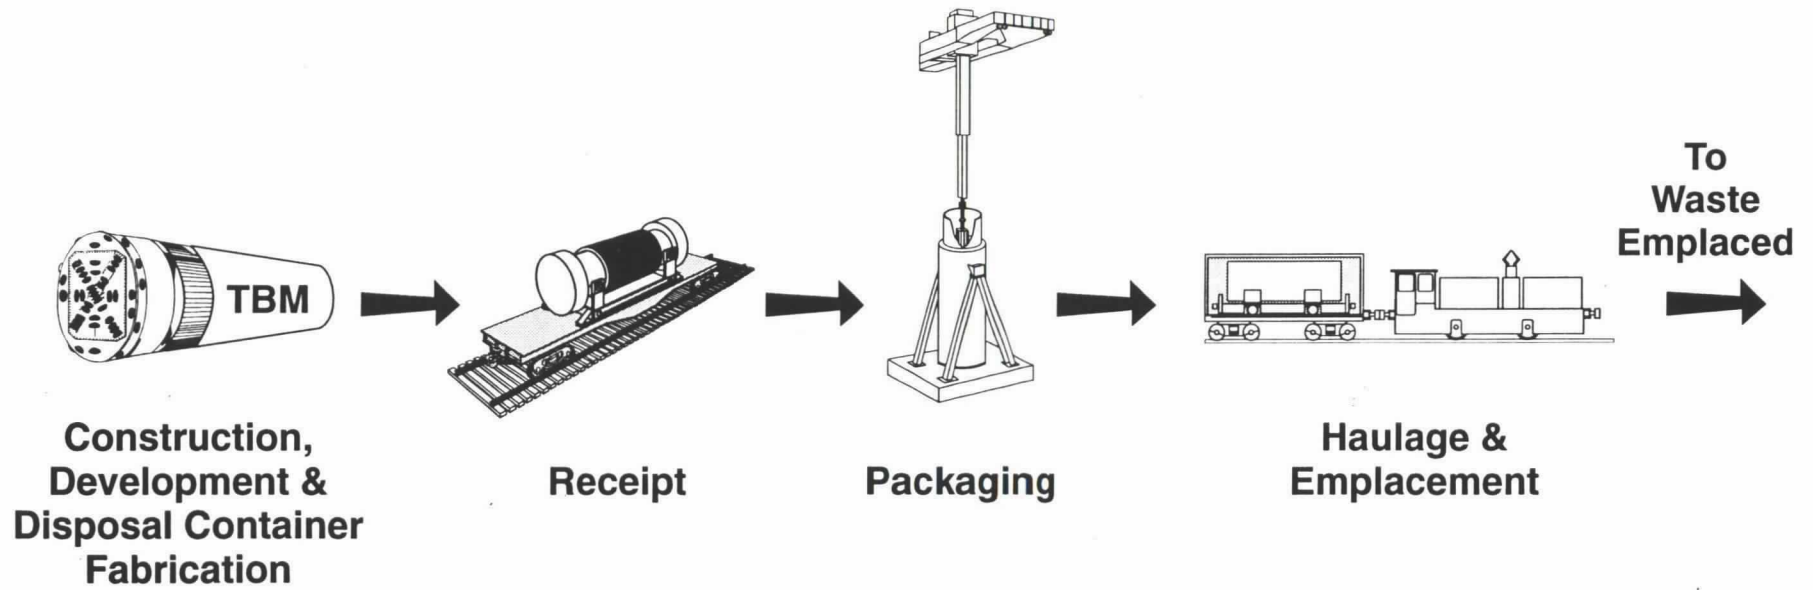 TBM
Construction,
Development &
Disposal Container
Fabrication
Receipt
Packaging
Haulage &
Emplacement
To
Waste
Emplaced